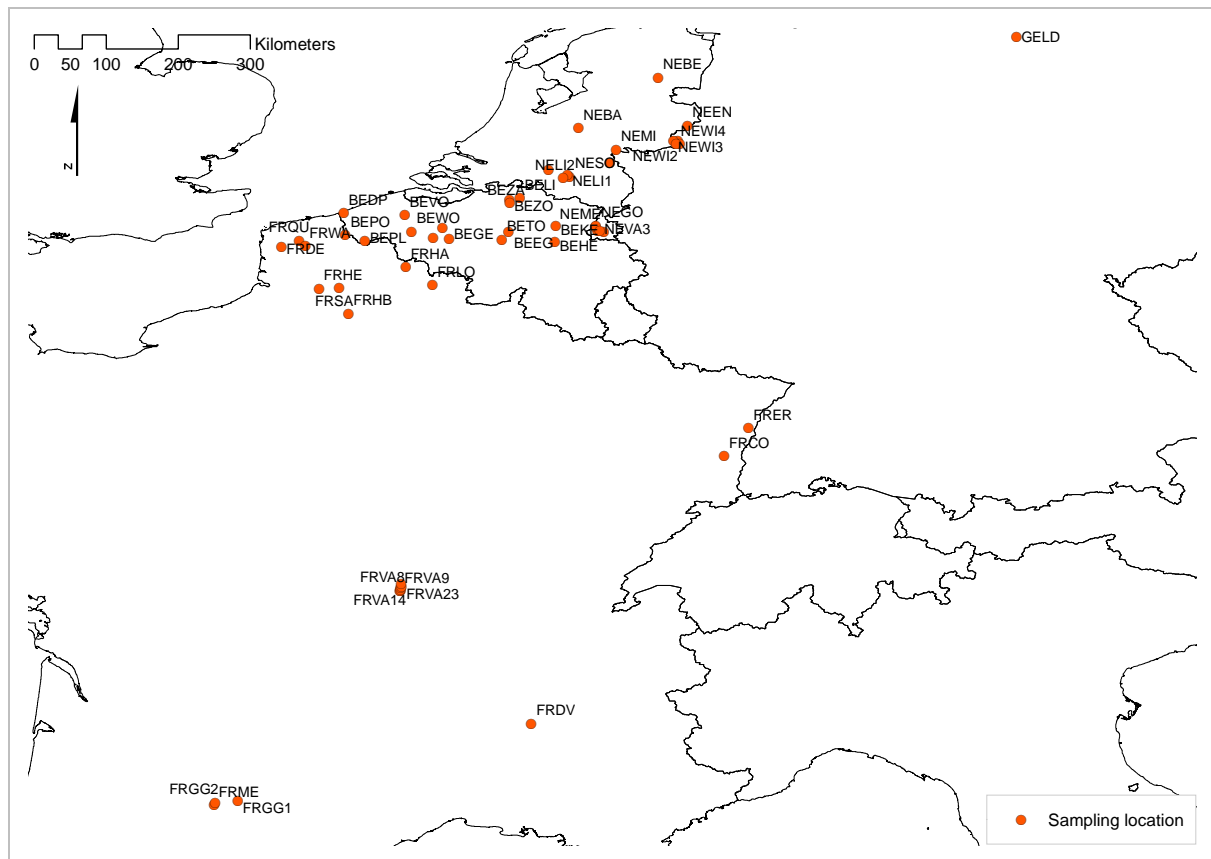 GELD
Kilometers
0 50 100 200 300
NEBE
NEEN
NEBA
NEWI4
NEMI
NEWI3
NEWI2
NELI2
NESO
NELI1
BELI
BEZA
BEZO
BEDP
BEVO
NEME
NEGO
BEPO
BEWO
BETO
BEKE
NEVA3
FRQU
FRWA
BEPL
BEGE
BEEG
BEHE
FRDE
FRHA
FRLO
FRHE
FRSA
FRHB
z
FRER
FRCO
FRVA8
FRVA9
FRVA14
FRVA23
FRDV
FRGG2
FRME
FRGG1
Sampling location